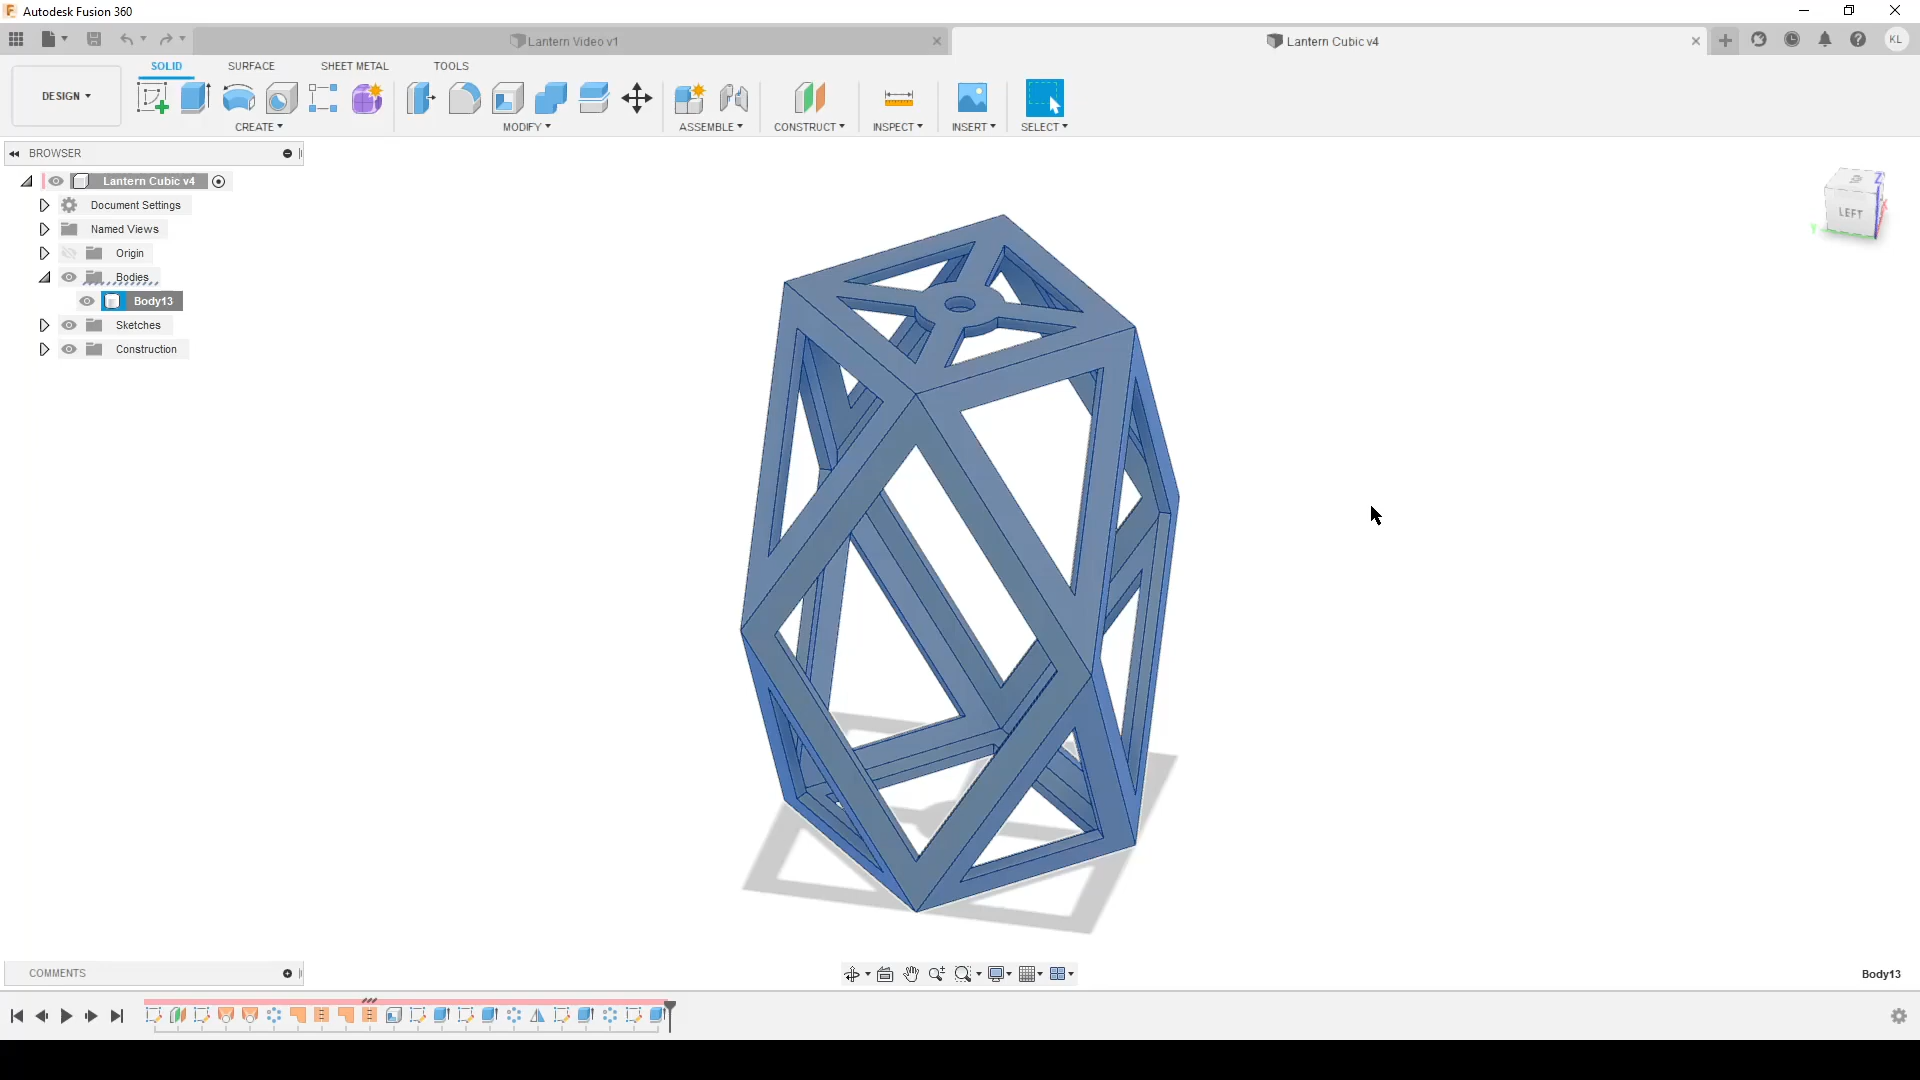 Autodesk Fusion 360
Lantern Video v1
Lantern Cubic v4
KL
DESIGN
SOLID
SURFACE
SHEET METAL
TOOLS
CREATE
MODIFY
ASSEMBLE
CONSTRUCT
INSPECT
INSERT
SELECT
BROWSER
Lantern Cubic v4
Document Settings
Named Views
Origin
Bodies
Body13
Sketches
Construction
Z
LEFT
Y
COMMENTS
Body13